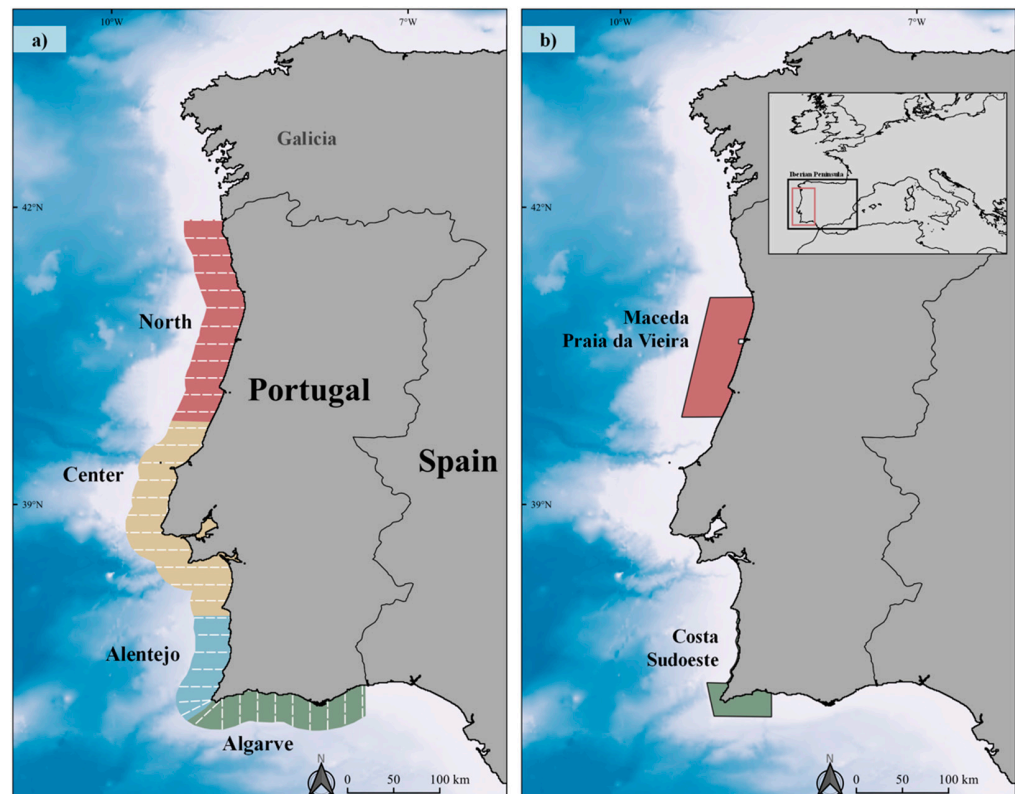 a)
10°W
7°W
Galicia
42°N
North
Portugal
Center
Spain
39°N
Alentejo
Algarve
N
0 50 100 km
b)
10°W
7°W
Iberian Peninsula
42°N
Maceda
Praia da Vieira
39°N
Costa
Sudoeste
N
0 50 100 km